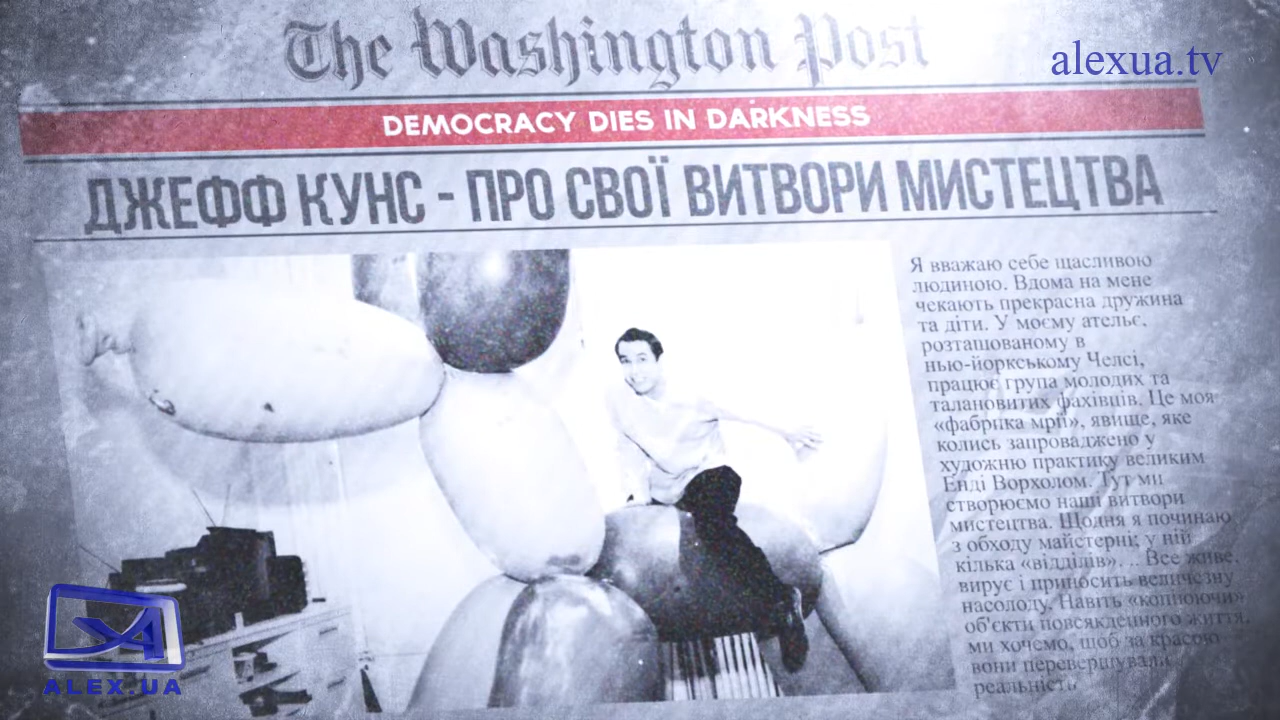 The Washington Post
alexua.tv
DEMOCRACY DIES IN DARKNESS
ДЖЕФФ КУНС - ПРО СВОЇ ВИТВОРИ МИСТЕЦТВА
Я вважаю себе щасливою
людиною. Вдома на мене
чекають прекрасна дружина
та діти. У моєму ательє,
розташованому в
нью-йоркському Челсі,
працює група молодих та
талановитих фахівців. Це моя
«фабрика мрій», явище, яке
колись запроваджено у
художню практику великим
Енді Ворхолом. Тут ми
створюємо наші витвори
мистецтва. Щодня я починаю
з обходу майстерні; у ній
кілька «відділів»… Все живе,
вирує і приносить величезну
насолоду. Навіть «копіюючи»
об'єкти повсякденного життя,
ми хочемо, щоб за красою
вони перевершували
реальність
ALEX.UA